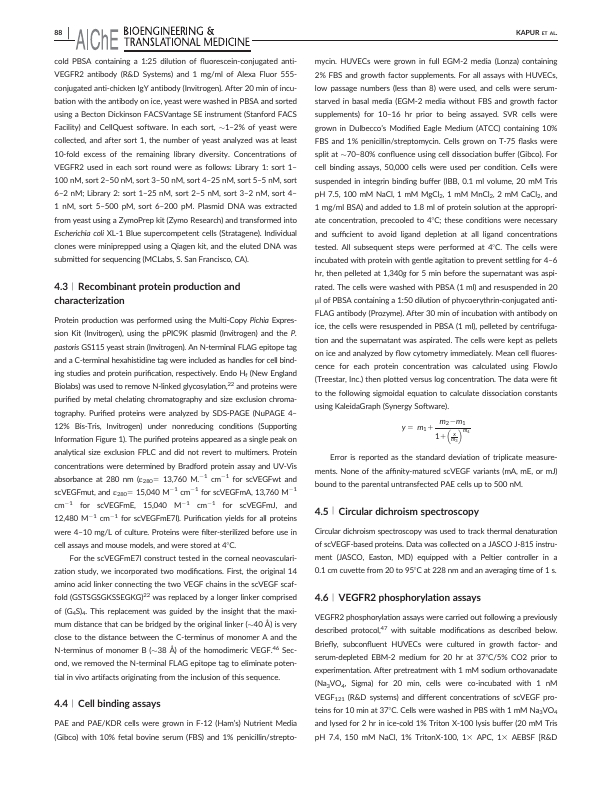 88
AIChE
BIOENGINEERING &
TRANSLATIONAL MEDICINE
KAPUR ET AL.
cold PBSA containing a 1:25 dilution of fluorescein-conjugated anti-
VEGFR2 antibody (R&D Systems) and 1 mg/ml of Alexa Fluor 555-
conjugated anti-chicken IgY antibody (Invitrogen). After 20 min of incu-
bation with the antibody on ice, yeast were washed in PBSA and sorted
using a Becton Dickinson FACSVantage SE instrument (Stanford FACS
Facility) and CellQuest software. In each sort, ~1–2% of yeast were
collected, and after sort 1, the number of yeast analyzed was at least
10-fold excess of the remaining library diversity. Concentrations of
VEGFR2 used in each sort round were as follows: Library 1: sort 1–
100 nM, sort 2–50 nM, sort 3–50 nM, sort 4–25 nM, sort 5–5 nM, sort
6–2 nM; Library 2: sort 1–25 nM, sort 2–5 nM, sort 3–2 nM, sort 4–
1 nM, sort 5–500 pM, sort 6–200 pM. Plasmid DNA was extracted
from yeast using a ZymoPrep kit (Zymo Research) and transformed into
Escherichia coli XL-1 Blue supercompetent cells (Stratagene). Individual
clones were miniprepped using a Qiagen kit, and the eluted DNA was
submitted for sequencing (MCLabs, S. San Francisco, CA).
4.3 | Recombinant protein production and
characterization
Protein production was performed using the Multi-Copy Pichia Expres-
sion Kit (Invitrogen), using the pPIC9K plasmid (Invitrogen) and the P.
pastoris GS115 yeast strain (Invitrogen). An N-terminal FLAG epitope tag
and a C-terminal hexahistidine tag were included as handles for cell bind-
ing studies and protein purification, respectively. Endo Hf (New England
Biolabs) was used to remove N-linked glycosylation,22 and proteins were
purified by metal chelating chromatography and size exclusion chroma-
tography. Purified proteins were analyzed by SDS-PAGE (NuPAGE 4–
12% Bis-Tris, Invitrogen) under nonreducing conditions (Supporting
Information Figure 1). The purified proteins appeared as a single peak on
analytical size exclusion FPLC and did not revert to multimers. Protein
concentrations were determined by Bradford protein assay and UV-Vis
absorbance at 280 nm (ε280= 13,760 M,−1 cm−1 for scVEGFwt and
scVEGFmut, and ε280= 15,040 M−1 cm−1 for scVEGFmA, 13,760 M−1
cm−1 for scVEGFmE, 15,040 M−1 cm−1 for scVEGFmJ, and
12,480 M−1 cm−1 for scVEGFmE7I). Purification yields for all proteins
were 4–10 mg/L of culture. Proteins were filter-sterilized before use in
cell assays and mouse models, and were stored at 4°C.
For the scVEGFmE7I construct tested in the corneal neovasculari-
zation study, we incorporated two modifications. First, the original 14
amino acid linker connecting the two VEGF chains in the scVEGF scaf-
fold (GSTSGSGKSSEGKG)22 was replaced by a longer linker comprised
of (G4S)4. This replacement was guided by the insight that the maxi-
mum distance that can be bridged by the original linker (~40 Å) is very
close to the distance between the C-terminus of monomer A and the
N-terminus of monomer B (~38 Å) of the homodimeric VEGF.46 Sec-
ond, we removed the N-terminal FLAG epitope tag to eliminate poten-
tial in vivo artifacts originating from the inclusion of this sequence.
4.4 | Cell binding assays
PAE and PAE/KDR cells were grown in F-12 (Ham's) Nutrient Media
(Gibco) with 10% fetal bovine serum (FBS) and 1% penicillin/strepto-
mycin. HUVECs were grown in full EGM-2 media (Lonza) containing
2% FBS and growth factor supplements. For all assays with HUVECs,
low passage numbers (less than 8) were used, and cells were serum-
starved in basal media (EGM-2 media without FBS and growth factor
supplements) for 10–16 hr prior to being assayed. SVR cells were
grown in Dulbecco's Modified Eagle Medium (ATCC) containing 10%
FBS and 1% penicillin/streptomycin. Cells grown on T-75 flasks were
split at ~70–80% confluence using cell dissociation buffer (Gibco). For
cell binding assays, 50,000 cells were used per condition. Cells were
suspended in integrin binding buffer (IBB, 0.1 ml volume, 20 mM Tris
pH 7.5, 100 mM NaCl, 1 mM MgCl2, 1 mM MnCl2, 2 mM CaCl2, and
1 mg/ml BSA) and added to 1.8 ml of protein solution at the appropri-
ate concentration, precooled to 4°C; these conditions were necessary
and sufficient to avoid ligand depletion at all ligand concentrations
tested. All subsequent steps were performed at 4°C. The cells were
incubated with protein with gentle agitation to prevent settling for 4–6
hr, then pelleted at 1,340g for 5 min before the supernatant was aspi-
rated. The cells were washed with PBSA (1 ml) and resuspended in 20
µl of PBSA containing a 1:50 dilution of phycoerythrin-conjugated anti-
FLAG antibody (Prozyme). After 30 min of incubation with antibody on
ice, the cells were resuspended in PBSA (1 ml), pelleted by centrifuga-
tion and the supernatant was aspirated. The cells were kept as pellets
on ice and analyzed by flow cytometry immediately. Mean cell fluores-
cence for each protein concentration was calculated using FlowJo
(Treestar, Inc.) then plotted versus log concentration. The data were fit
to the following sigmoidal equation to calculate dissociation constants
using KaleidaGraph (Synergy Software).
y = m1 + (m2 − m1) / (1 + (x/m3)^m4)
Error is reported as the standard deviation of triplicate measure-
ments. None of the affinity-matured scVEGF variants (mA, mE, or mJ)
bound to the parental untransfected PAE cells up to 500 nM.
4.5 | Circular dichroism spectroscopy
Circular dichroism spectroscopy was used to track thermal denaturation
of scVEGF-based proteins. Data was collected on a JASCO J-815 instru-
ment (JASCO, Easton, MD) equipped with a Peltier controller in a
0.1 cm cuvette from 20 to 95°C at 228 nm and an averaging time of 1 s.
4.6 | VEGFR2 phosphorylation assays
VEGFR2 phosphorylation assays were carried out following a previously
described protocol,47 with suitable modifications as described below.
Briefly, subconfluent HUVECs were cultured in growth factor- and
serum-depleted EBM-2 medium for 20 hr at 37°C/5% CO2 prior to
experimentation. After pretreatment with 1 mM sodium orthovanadate
(Na3VO4, Sigma) for 20 min, cells were co-incubated with 1 nM
VEGF121 (R&D systems) and different concentrations of scVEGF pro-
teins for 10 min at 37°C. Cells were washed in PBS with 1 mM Na3VO4
and lysed for 2 hr in ice-cold 1% Triton X-100 lysis buffer (20 mM Tris
pH 7.4, 150 mM NaCl, 1% TritonX-100, 1× APC, 1× AEBSF [R&D